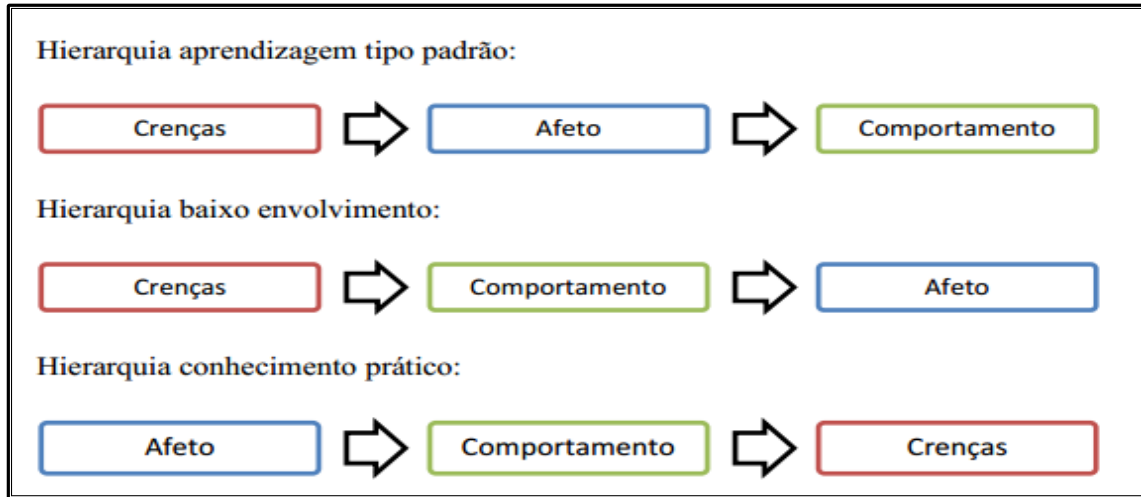 Hierarquia aprendizagem tipo padrão:
Crenças Afeto Comportamento
Hierarquia baixo envolvimento:
Crenças Comportamento Afeto
Hierarquia conhecimento prático:
Afeto Comportamento Crenças